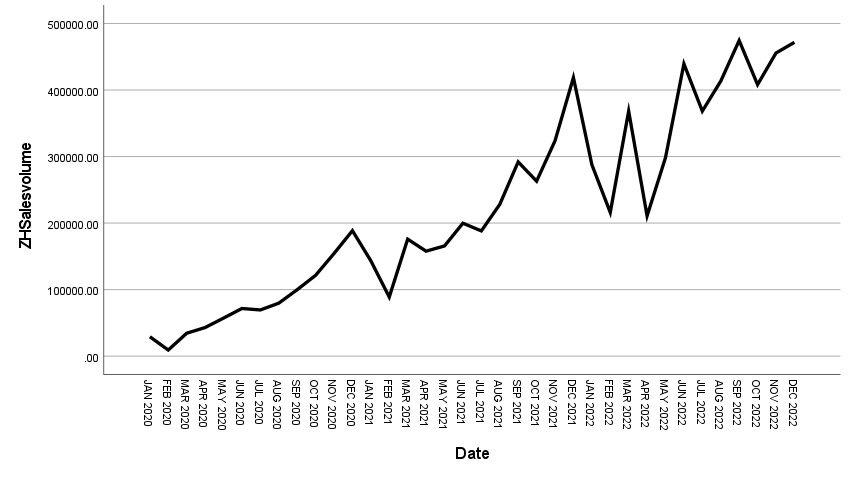 500000.00
400000.00
300000.00
200000.00
100000.00
.00
ZHSalesvolume
JAN 2020
FEB 2020
MAR 2020
APR 2020
MAY 2020
JUN 2020
JUL 2020
AUG 2020
SEP 2020
OCT 2020
NOV 2020
DEC 2020
JAN 2021
FEB 2021
MAR 2021
APR 2021
MAY 2021
JUN 2021
JUL 2021
AUG 2021
SEP 2021
OCT 2021
NOV 2021
DEC 2021
JAN 2022
FEB 2022
MAR 2022
APR 2022
MAY 2022
JUN 2022
JUL 2022
AUG 2022
SEP 2022
OCT 2022
NOV 2022
DEC 2022
Date